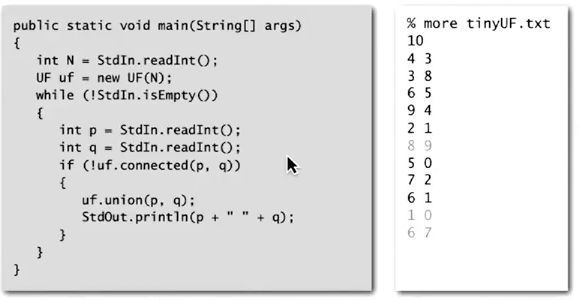 public static void main(String[] args)
{
int N = StdIn.readInt();
UF uf = new UF(N);
while (!StdIn.isEmpty())
{
int p = StdIn.readInt();
int q = StdIn.readInt();
if (!uf.connected(p, q))
{
uf.union(p, q);
StdOut.println(p + " " + q);
}
}
}
% more tinyUF.txt
10
4 3
3 8
6 5
9 4
2 1
8 9
5 0
7 2
6 1
1 0
6 7